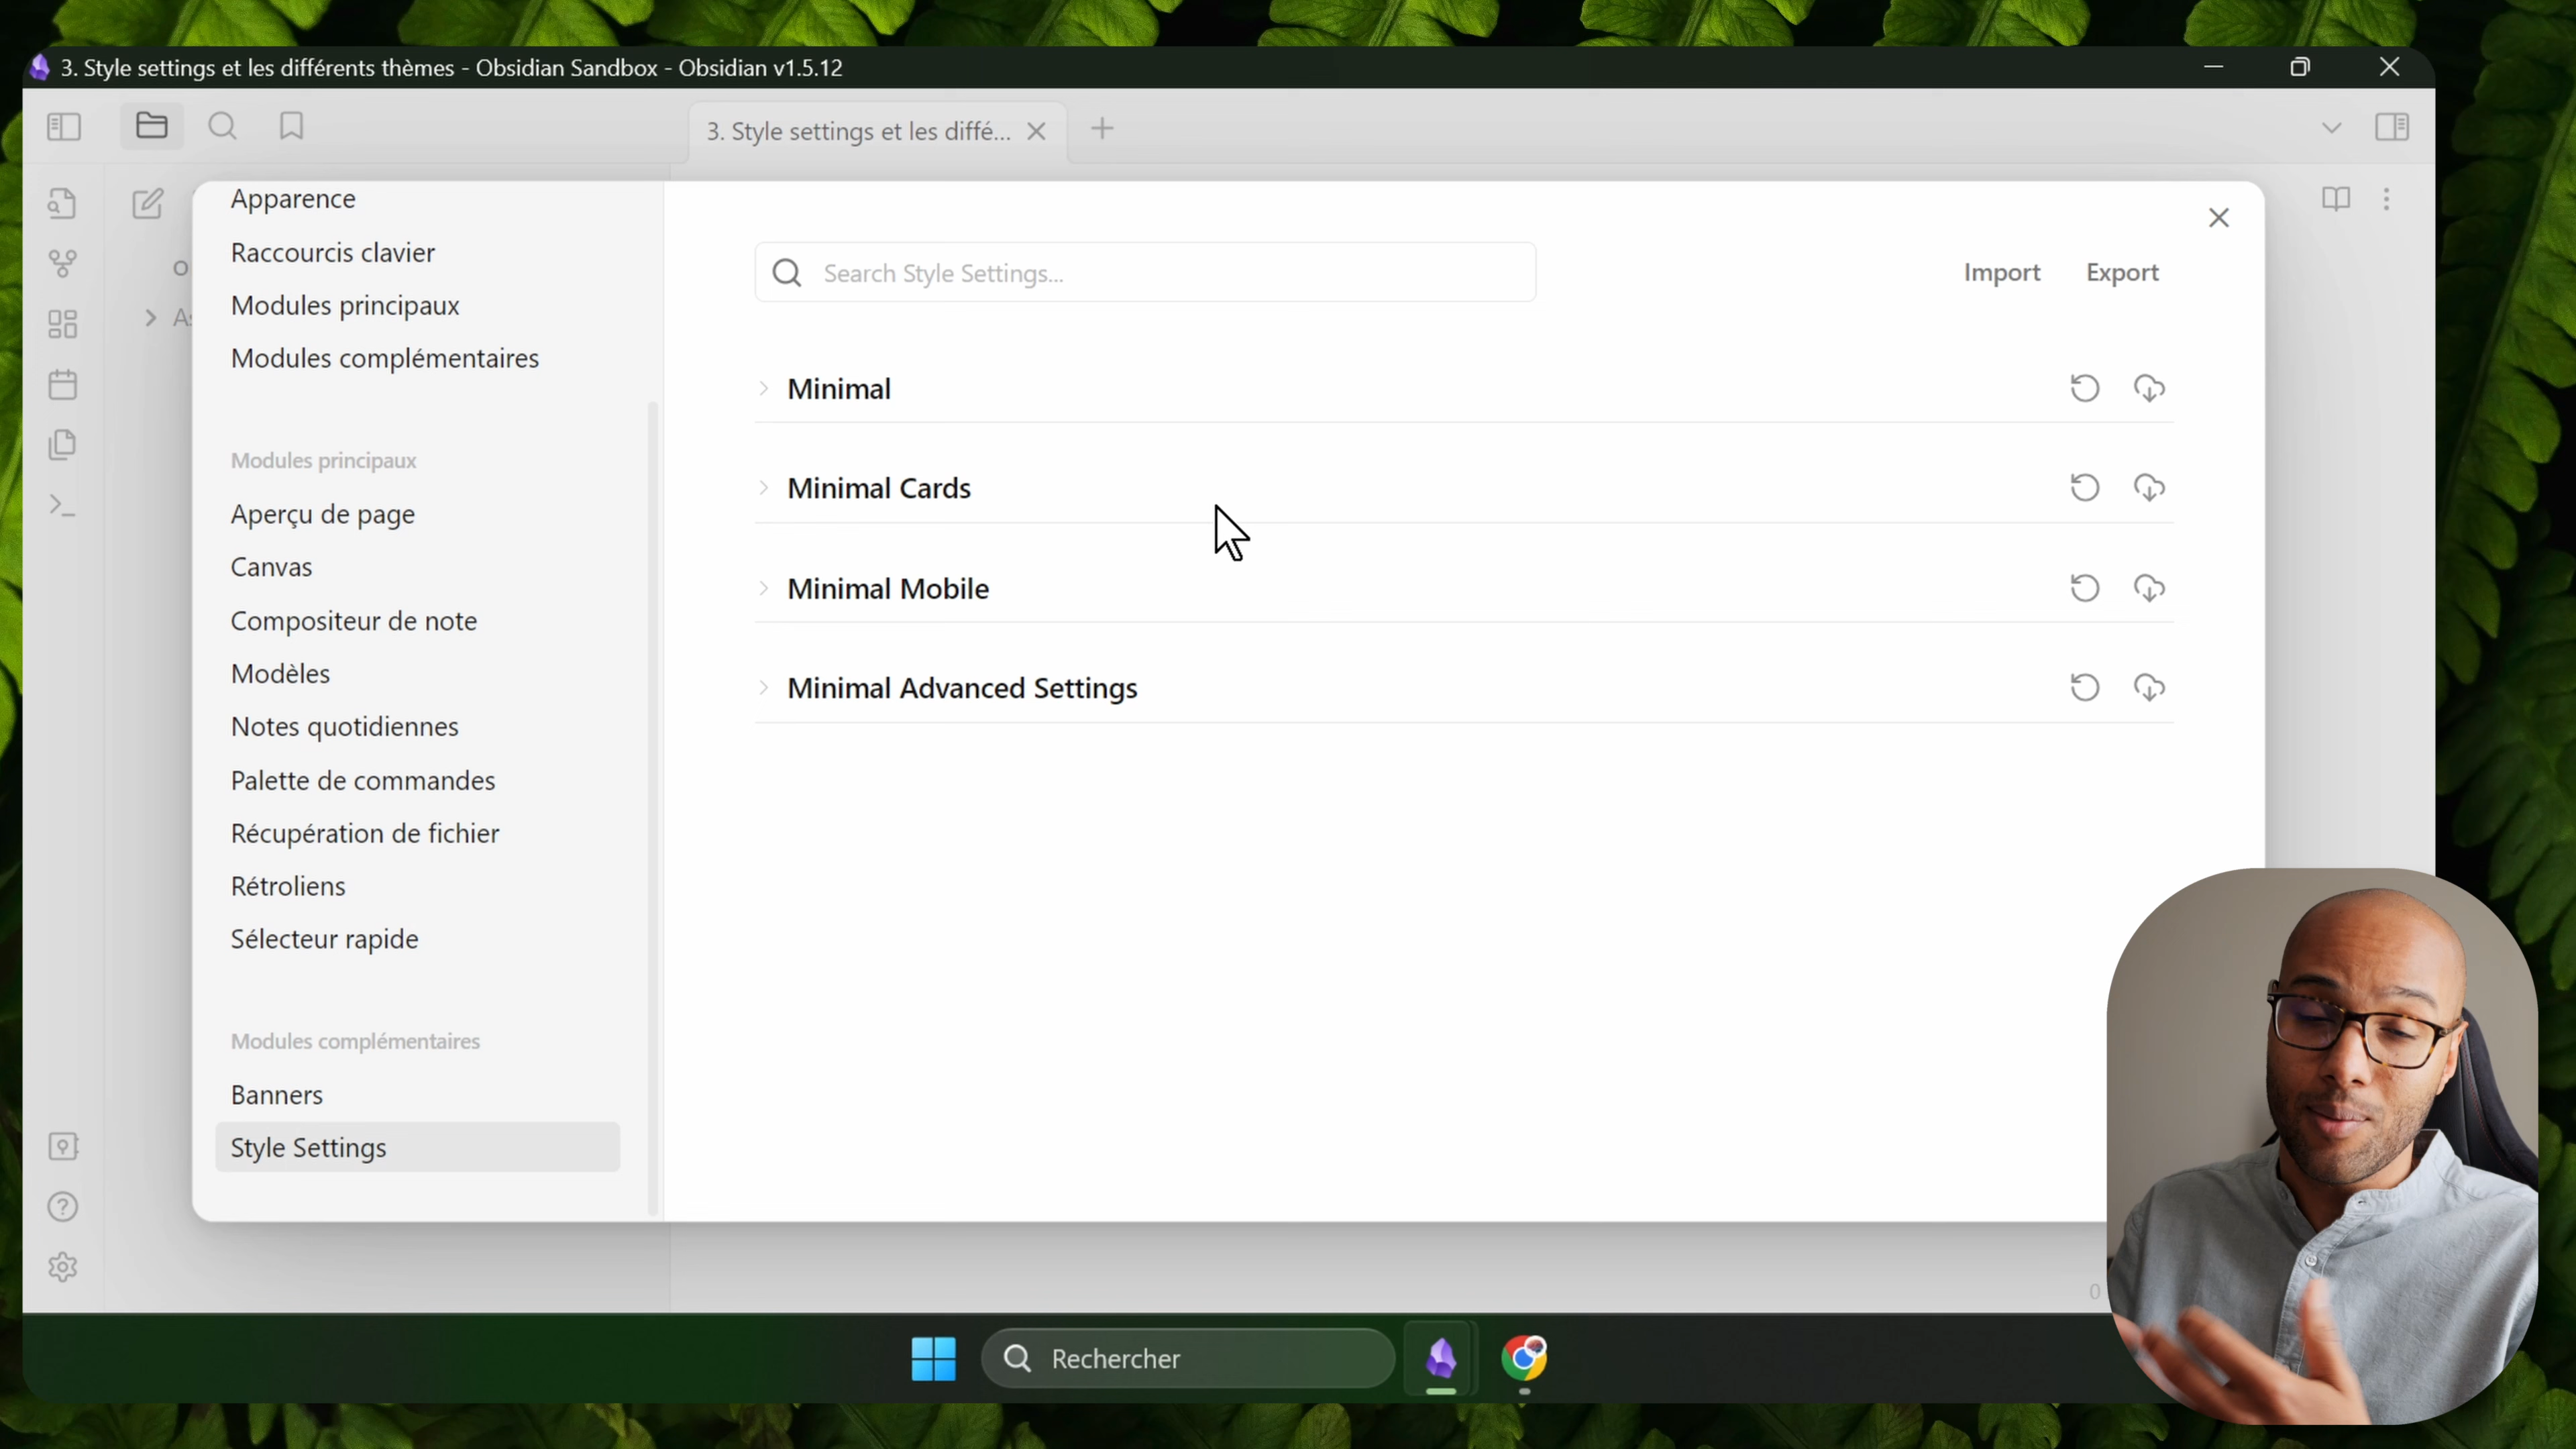 3. Style settings et les différents thèmes - Obsidian Sandbox - Obsidian v1.5.12
3. Style settings et les diffé...
Apparence
Raccourcis clavier
Modules principaux
Modules complémentaires
Modules principaux
Aperçu de page
Canvas
Compositeur de note
Modèles
Notes quotidiennes
Palette de commandes
Récupération de fichier
Rétroliens
Sélecteur rapide
Modules complémentaires
Banners
Style Settings
Search Style Settings...
Import
Export
Minimal
Minimal Cards
Minimal Mobile
Minimal Advanced Settings
0
Rechercher